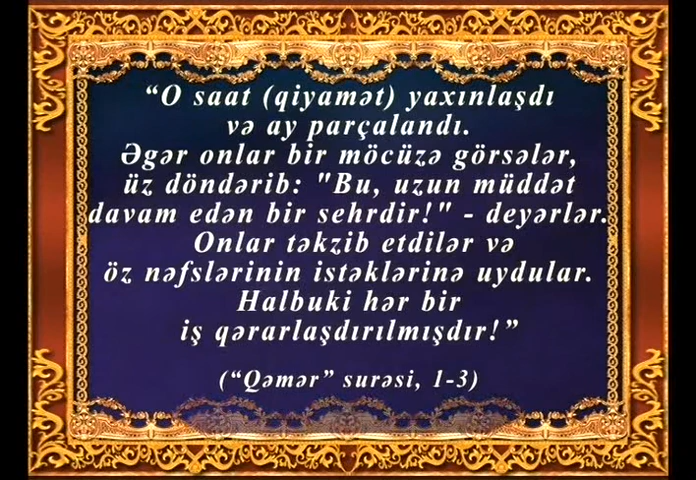 “O saat (qiyamət) yaxınlaşdı
və ay parçalandı.
Əgər onlar bir möcüzə görsələr,
üz döndərib: "Bu, uzun müddət
davam edən bir sehrdir!" - deyərlər.
Onlar təkzib etdilər və
öz nəfslərinin istəklərinə uydular.
Halbuki hər bir
iş qərarlaşdırılmışdır!”
(“Qəmər” surəsi, 1-3)